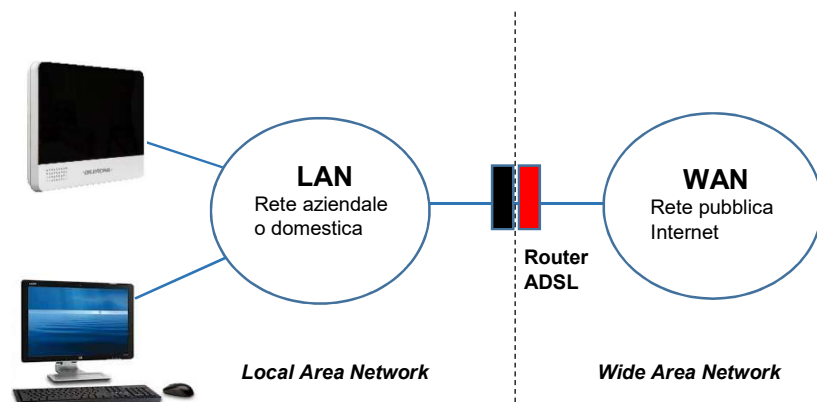 LAN
Rete aziendale
o domestica
WAN
Rete pubblica
Internet
Router
ADSL
Local Area Network
Wide Area Network